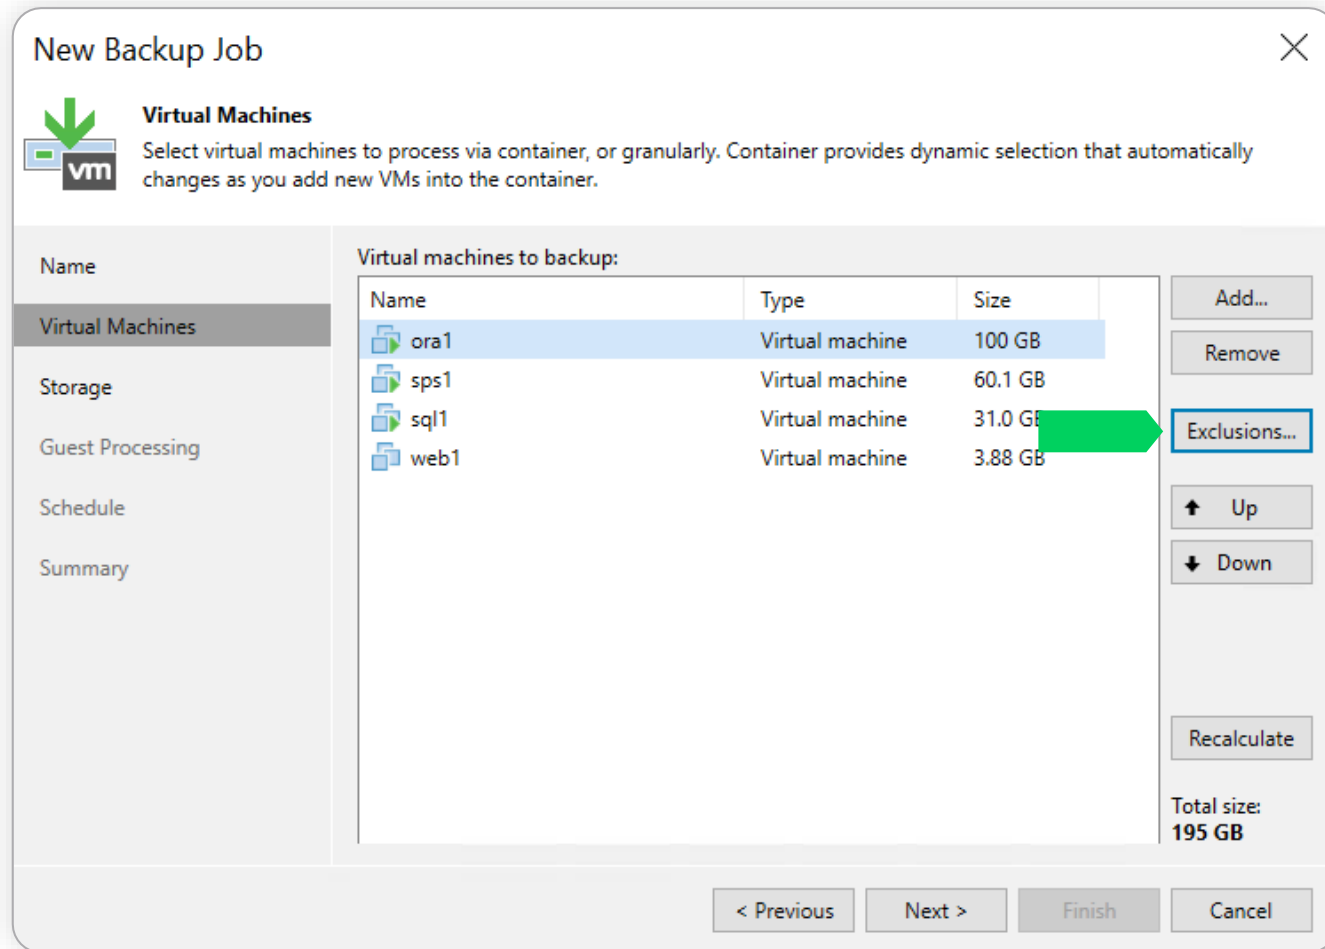 New Backup Job
vm
Virtual Machines
Select virtual machines to process via container, or granularly. Container provides dynamic selection that automatically
changes as you add new VMs into the container.
Name
Virtual Machines
Storage
Guest Processing
Schedule
Summary
Virtual machines to backup:
Name Type Size
ora1 Virtual machine 100 GB
sps1 Virtual machine 60.1 GB
sql1 Virtual machine 31.0 GB
web1 Virtual machine 3.88 GB
Add...
Remove
Exclusions...
Up
Down
Recalculate
Total size:
195 GB
< Previous Next > Finish Cancel